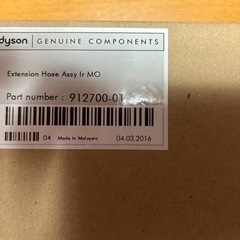 dyson | GENUINE COMPONENTS
Extension Hose Assy Ir MO
Part number : 912700-01
04 Made In Malaysia 04.03.2016